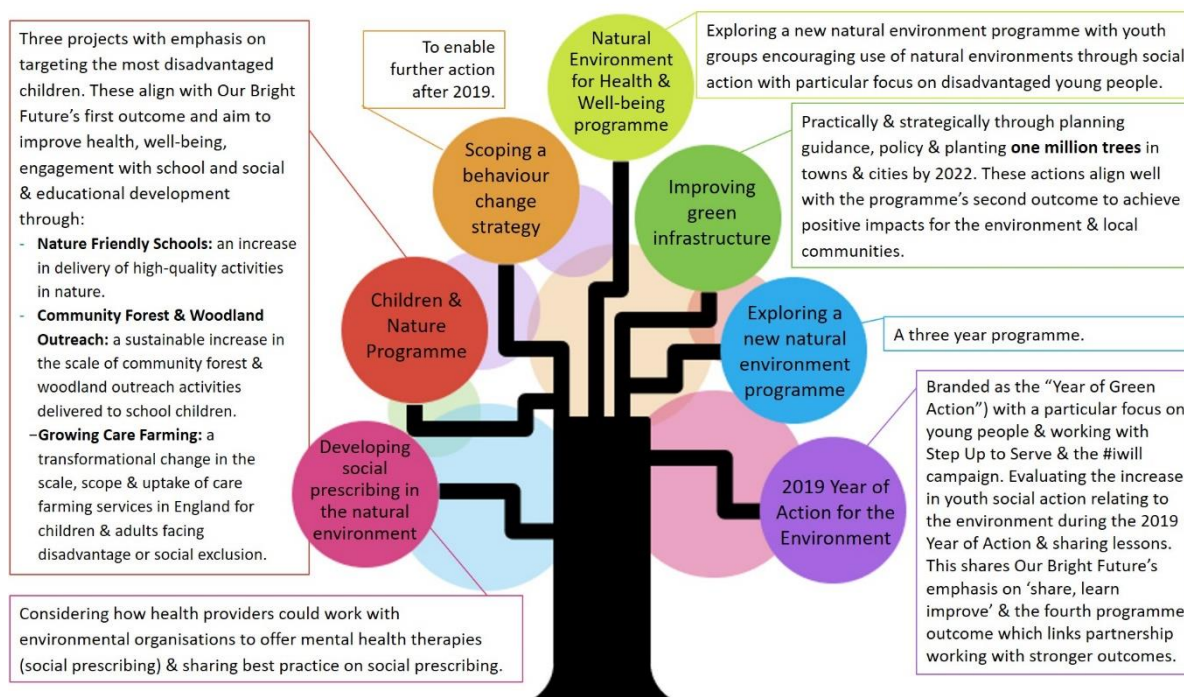 Three projects with emphasis on
targeting the most disadvantaged
children. These align with Our Bright
Future's first outcome and aim to
improve health, well-being,
engagement with school and social
& educational development
through:
- Nature Friendly Schools: an increase
in delivery of high-quality activities
in nature.
- Community Forest & Woodland
Outreach: a sustainable increase in
the scale of community forest &
woodland outreach activities
delivered to school children.
–Growing Care Farming: a
transformational change in the
scale, scope & uptake of care
farming services in England for
children & adults facing
disadvantage or social exclusion.
To enable
further action
after 2019.
Natural
Environment
for Health &
Well-being
programme
Exploring a new natural environment programme with youth
groups encouraging use of natural environments through social
action with particular focus on disadvantaged young people.
Scoping a
behaviour
change
strategy
Improving
green
infrastructure
Practically & strategically through planning
guidance, policy & planting one million trees in
towns & cities by 2022. These actions align well
with the programme's second outcome to achieve
positive impacts for the environment & local
communities.
Children &
Nature
Programme
Exploring a
new natural
environment
programme
A three year programme.
Developing
social
prescribing in
the natural
environment
2019 Year of
Action for the
Environment
Branded as the "Year of Green
Action") with a particular focus on
young people & working with
Step Up to Serve & the #iwill
campaign. Evaluating the increase
in youth social action relating to
the environment during the 2019
Year of Action & sharing lessons.
This shares Our Bright Future's
emphasis on 'share, learn
improve' & the fourth programme
outcome which links partnership
working with stronger outcomes.
Considering how health providers could work with
environmental organisations to offer mental health therapies
(social prescribing) & sharing best practice on social prescribing.